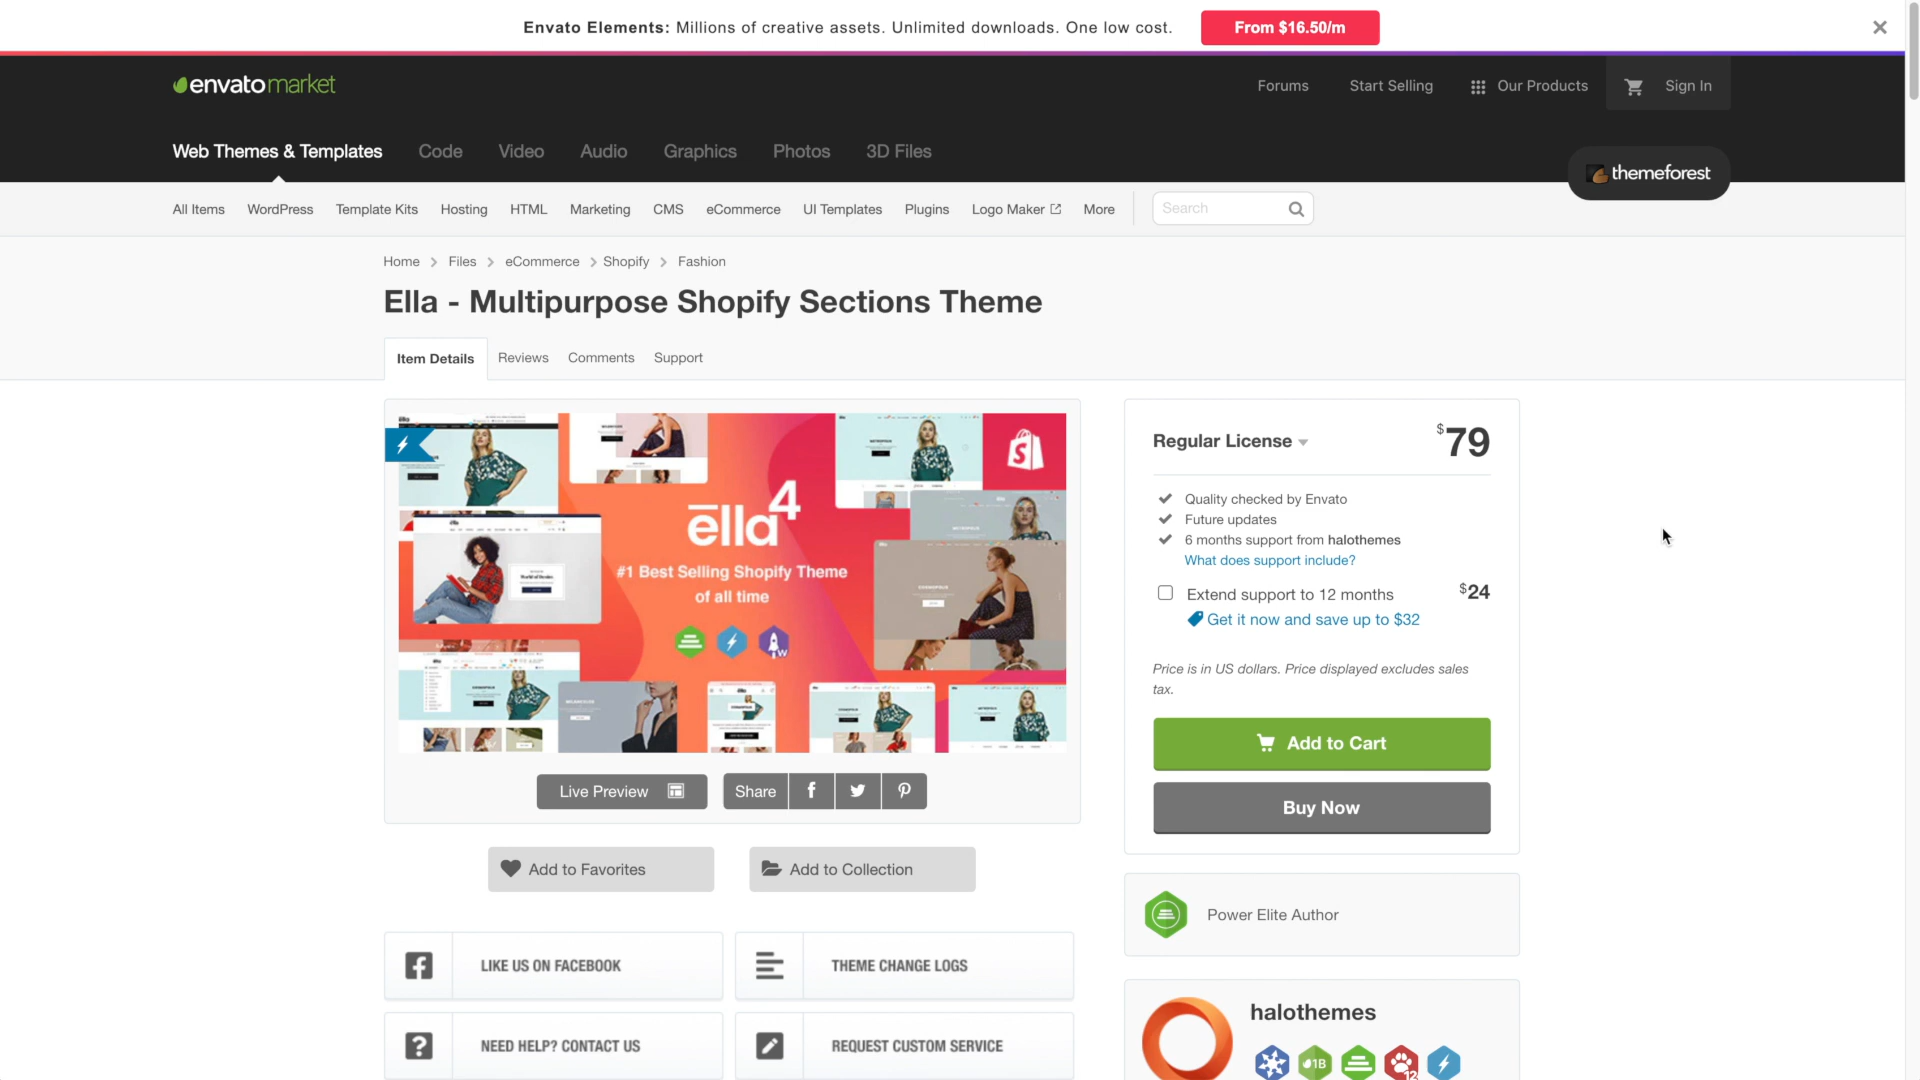 Envato Elements: Millions of creative assets. Unlimited downloads. One low cost.
From $16.50/m
envatomarket
Forums
Start Selling
Our Products
Sign In
Web Themes & Templates
Code
Video
Audio
Graphics
Photos
3D Files
themeforest
All Items
WordPress
Template Kits
Hosting
HTML
Marketing
CMS
eCommerce
UI Templates
Plugins
Logo Maker
More
Search
Home
Files
eCommerce
Shopify
Fashion
Ella - Multipurpose Shopify Sections Theme
Item Details
Reviews
Comments
Support
ella4
#1 Best Selling Shopify Theme
of all time
Live Preview
Share
Add to Favorites
Add to Collection
LIKE US ON FACEBOOK
THEME CHANGE LOGS
NEED HELP? CONTACT US
REQUEST CUSTOM SERVICE
Regular License
$79
Quality checked by Envato
Future updates
6 months support from halothemes
What does support include?
Extend support to 12 months
$24
Get it now and save up to $32
Price is in US dollars. Price displayed excludes sales
tax.
Add to Cart
Buy Now
Power Elite Author
halothemes
1B
12